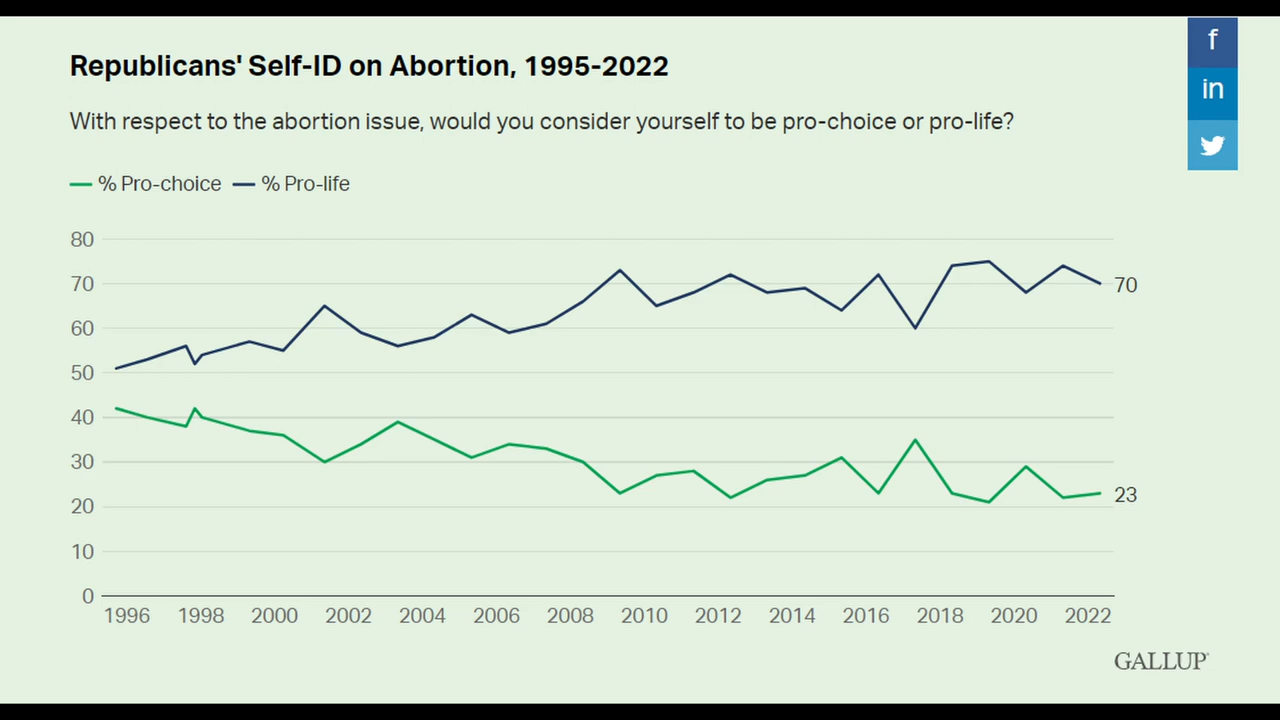 Republicans' Self-ID on Abortion, 1995-2022
With respect to the abortion issue, would you consider yourself to be pro-choice or pro-life?
% Pro-choice % Pro-life
80
70
60
50
40
30
20
10
0
70
23
1996 1998 2000 2002 2004 2006 2008 2010 2012 2014 2016 2018 2020 2022
GALLUP®
f
in